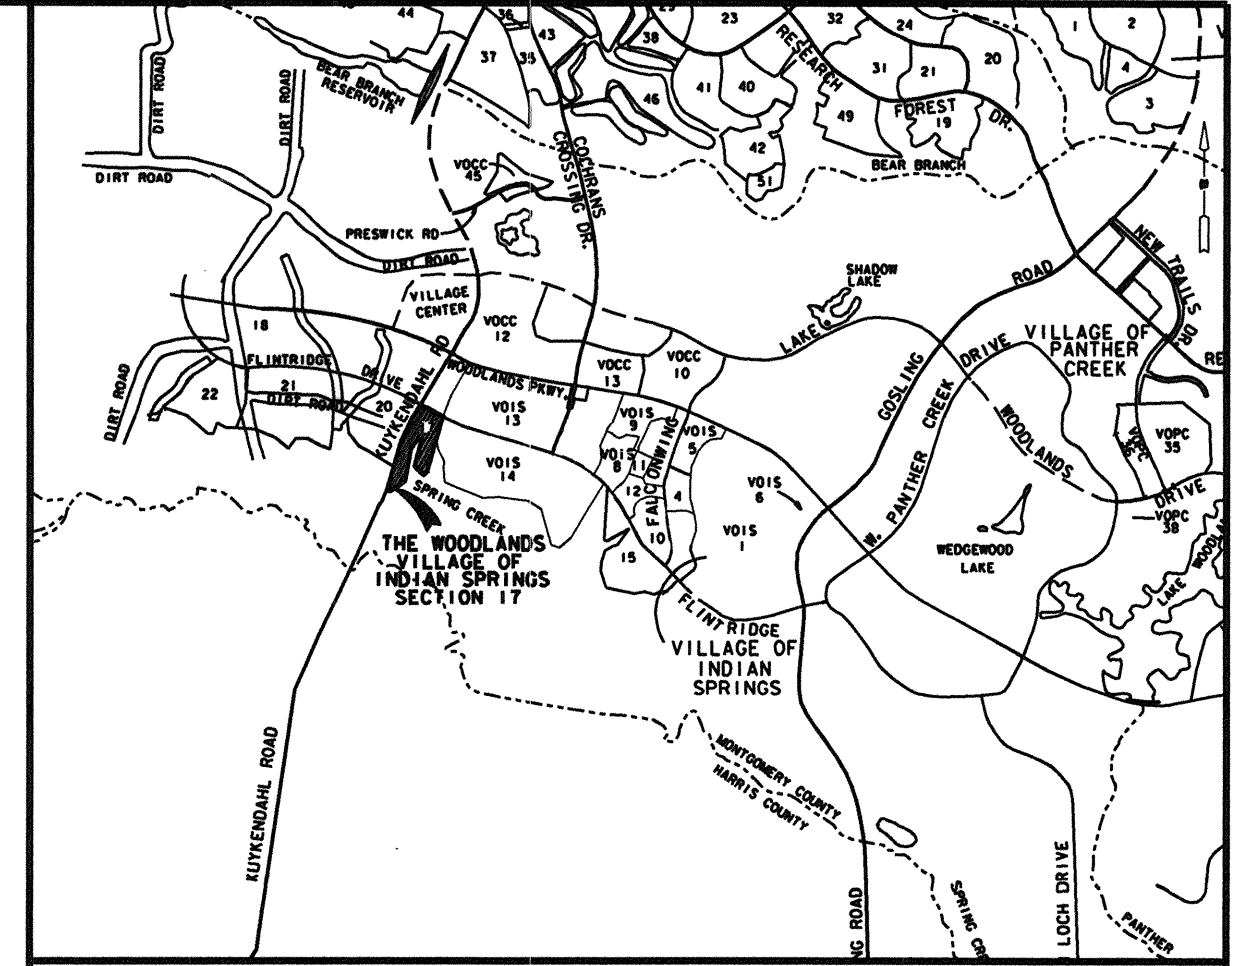 44
36
43
29
23
32
24
1
2
37
35
38
RESEARCH
31
21
20
4
BEAR BRANCH
RESERVOIR
46
41
40
49
FOREST
19
DR.
3
DIRT ROAD
DIRT ROAD
COCHRANS
CROSSING DR.
42
51
BEAR BRANCH
DIRT ROAD
VOCC
45
PRESWICK RD
DIRT ROAD
NEW TRAILS
DR
VILLAGE
CENTER
SHADOW
LAKE
LAKE
GOSLING
ROAD
18
VOCC
12
VILLAGE OF
PANTHER
CREEK
FLINTRIDGE
DRIVE
21
DIRT ROAD
20
22
DIRT ROAD
KUYKENDAHL RD
WOODLANDS PKWY.
VOCC
13
VOCC
10
W. PANTHER CREEK DRIVE
WOODLANDS
DRIVE
VOIS
13
VOIS
9
VOIS
5
VOIS
8
11
FALCONWING
12
4
10
15
VOIS
14
VOIS
6
VOIS
1
VOPC
36
VOPC
35
VOPC
38
SPRING CREEK
WEDGEWOOD
LAKE
LAKE
THE WOODLANDS
VILLAGE OF
INDIAN SPRINGS
SECTION 17
FLINTRIDGE
VILLAGE OF
INDIAN
SPRINGS
MONTGOMERY COUNTY
HARRIS COUNTY
KUYKENDAHL ROAD
NG ROAD
SPRING CRE
LOCH DRIVE
PANTHER